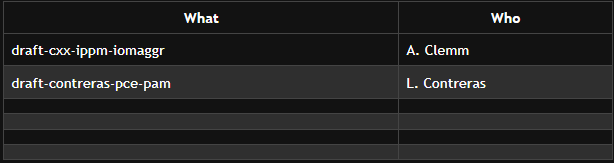 What Who
draft-cxx-ippm-iomaggr A. Clemm
draft-contreras-pce-pam L. Contreras